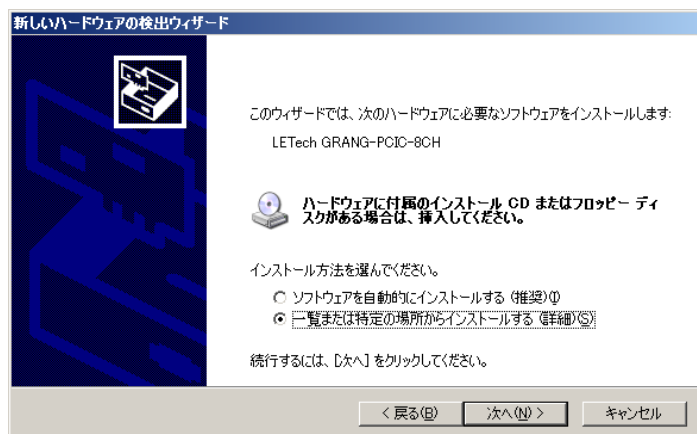 新しいハードウェアの検出ウィザード
このウィザードでは、次のハードウェアに必要なソフトウェアをインストールします:
LETech GRANG-PCIC-8CH
ハードウェアに付属のインストール CD またはフロッピー ディ
スクがある場合は、挿入してください。
インストール方法を選んでください。
ソフトウェアを自動的にインストールする (推奨)(I)
一覧または特定の場所からインストールする (詳細)(S)
続行するには、[次へ] をクリックしてください。
< 戻る(B) 次へ(N) > キャンセル